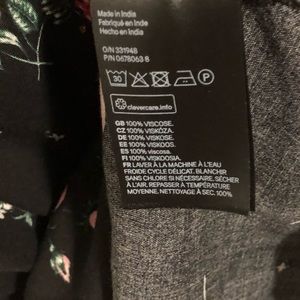 Made in India
Fabriqué en Inde
Hecho en India
O/N 331948
P/N 0678063 8
30
P
clevercare.info
GB 100% VISCOSE.
CZ 100% VISKÓZA.
DK 100% VISKOSE.
EE 100% VISKOOS.
ES 100% viscosa.
FI 100% VISKOOSIA.
FR LAVER À LA MACHINE À L'EAU
FROIDE CYCLE DÉLICAT. BLANCHIR
SANS CHLORE SI NÉCESSAIRE. SÉCHER
À L'AIR. REPASSER À TEMPÉRATURE
MOYENNE. NETTOYAGE À SEC. 100%